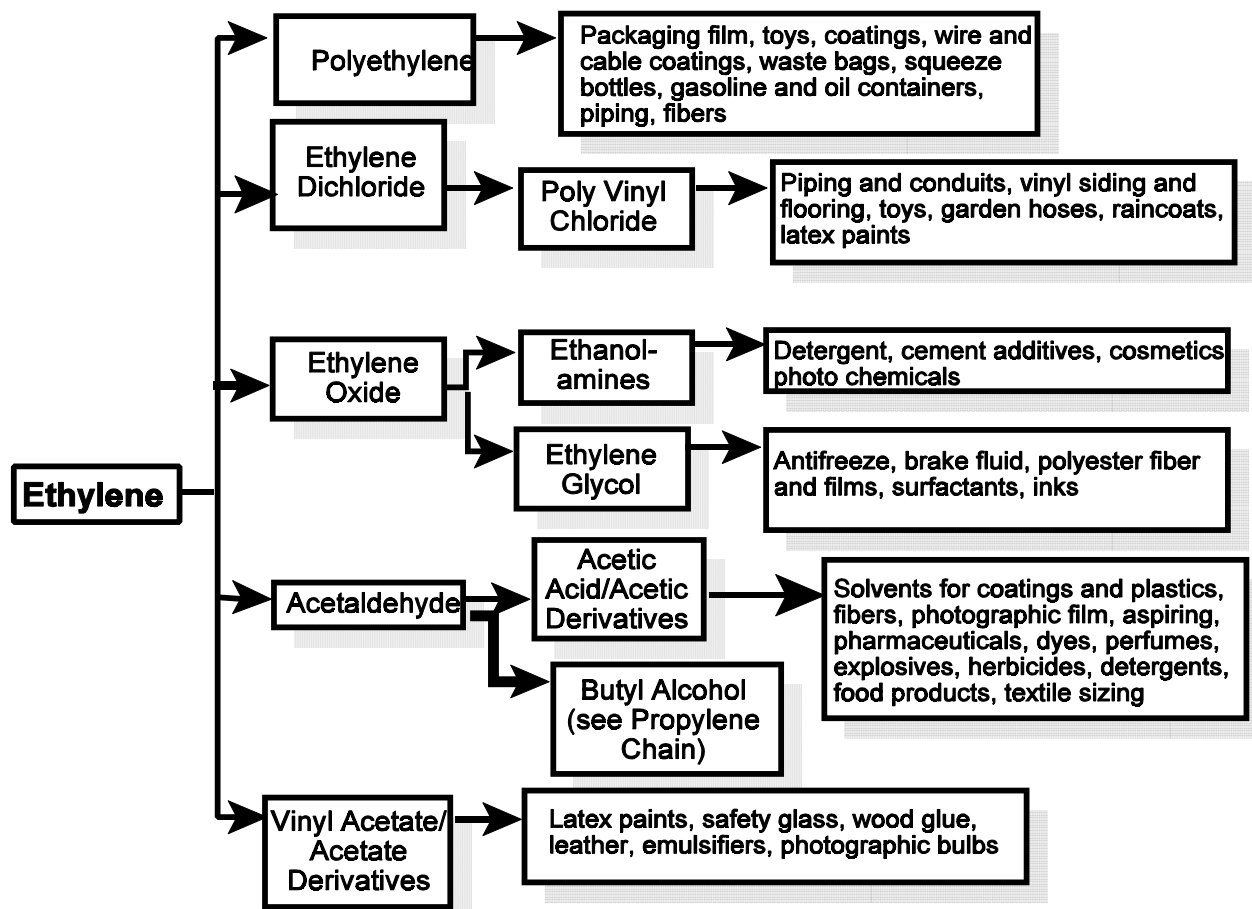 Polyethylene
Packaging film, toys, coatings, wire and
cable coatings, waste bags, squeeze
bottles, gasoline and oil containers,
piping, fibers
Ethylene
Dichloride
Poly Vinyl
Chloride
Piping and conduits, vinyl siding and
flooring, toys, garden hoses, raincoats,
latex paints
Ethylene
Oxide
Ethanol-
amines
Detergent, cement additives, cosmetics
photo chemicals
Ethylene
Glycol
Antifreeze, brake fluid, polyester fiber
and films, surfactants, inks
Ethylene
Acetaldehyde
Acetic
Acid/Acetic
Derivatives
Solvents for coatings and plastics,
fibers, photographic film, aspiring,
pharmaceuticals, dyes, perfumes,
explosives, herbicides, detergents,
food products, textile sizing
Butyl Alcohol
(see Propylene
Chain)
Vinyl Acetate/
Acetate
Derivatives
Latex paints, safety glass, wood glue,
leather, emulsifiers, photographic bulbs